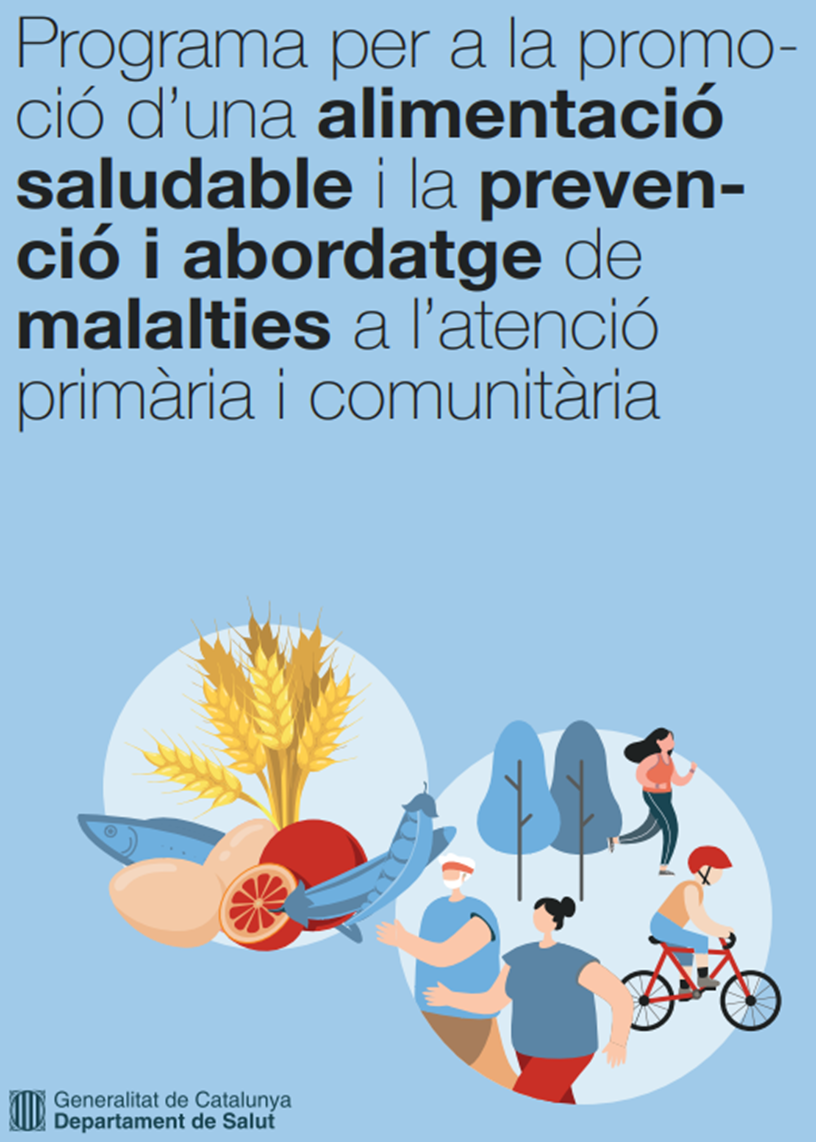 Programa per a la promo-
ció d’una alimentació
saludable i la preven-
ció i abordatge de
malalties a l’atenció
primària i comunitària
Generalitat de Catalunya
Departament de Salut